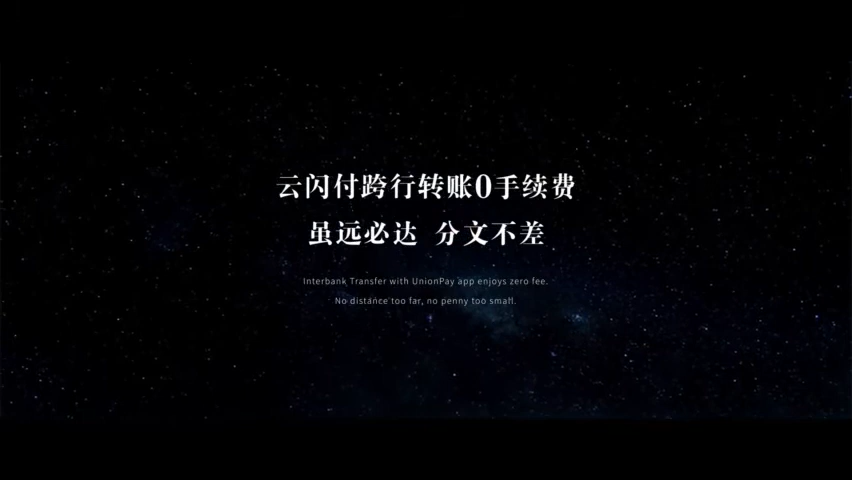 云闪付跨行转账0手续费
虽远必达 分文不差
Interbank Transfer with UnionPay app enjoys zero fee.
No distance too far, no penny too small.